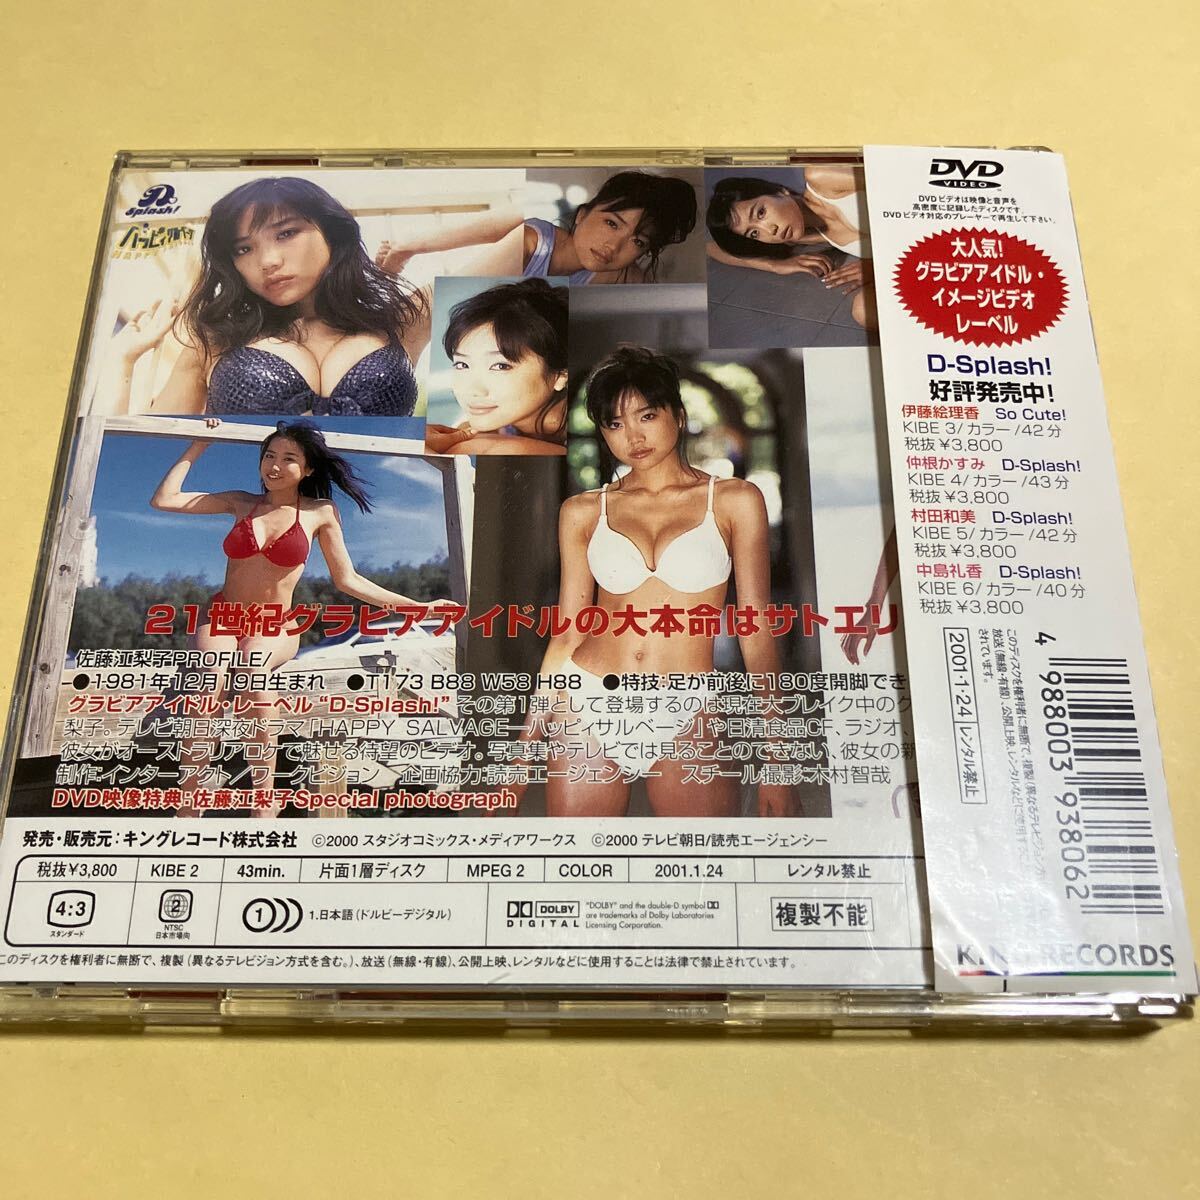 D.
Splash!
21世紀グラビアアイドルの大本命はサトエリ
佐藤江梨子PROFILE/
●1981年12月19日生まれ ●T173 B88 W58 H88 ●特技:足が前後に180度開脚でき
グラビアアイドル・レーベル“D-Splash!”その第1弾として登場するのは現在大ブレイク中の
梨子。テレビ朝日深夜ドラマ「HAPPY SALVAGE―ハッピィサルベージ」や日清食品CF、ラジオ、
彼女がオーストラリアロケで魅せる待望のビデオ。写真集やテレビでは見ることのできない、彼女の新
制作:インターアクト/ワークビジョン 企画協力:読売エージェンシー スチール撮影:木村智哉
DVD映像特典:佐藤江梨子Special photograph
発売・販売元:キングレコード株式会社 ©2000 スタジオコミックス・メディアワークス ©2000 テレビ朝日/読売エージェンシー
税抜¥3,800 KIBE 2 43min. 片面1層ディスク MPEG 2 COLOR 2001.1.24 レンタル禁止
4:3
スタンダード
2
NTSC
日本市場向
1 1.日本語(ドルビーデジタル)
DOLBY
DIGITAL
"DOLBY" and the double-D symbol
are trademarks of Dolby Laboratories
Licensing Corporation.
複製不能
このディスクを権利者に無断で、複製(異なるテレビジョン方式を含む。)、放送(無線・有線)、公開上映、レンタルなどに使用することは法律で禁止されています。
DVD
VIDEO
DVDビデオは映像と音声を
高密度に記録したディスクです。
DVDビデオ対応のプレーヤーで再生して下さい。
大人気!
グラビアアイドル・
イメージビデオ
レーベル
D-Splash!
好評発売中!
伊藤絵理香 So Cute!
KIBE 3/カラー/42分
税抜¥3,800
仲根かすみ D-Splash!
KIBE 4/カラー/43分
税抜¥3,800
村田和美 D-Splash!
KIBE 5/カラー/42分
税抜¥3,800
中島礼香 D-Splash!
KIBE 6/カラー/40分
税抜¥3,800
2001・1・24 レンタル禁止
4 988003 938062
KING RECORDS